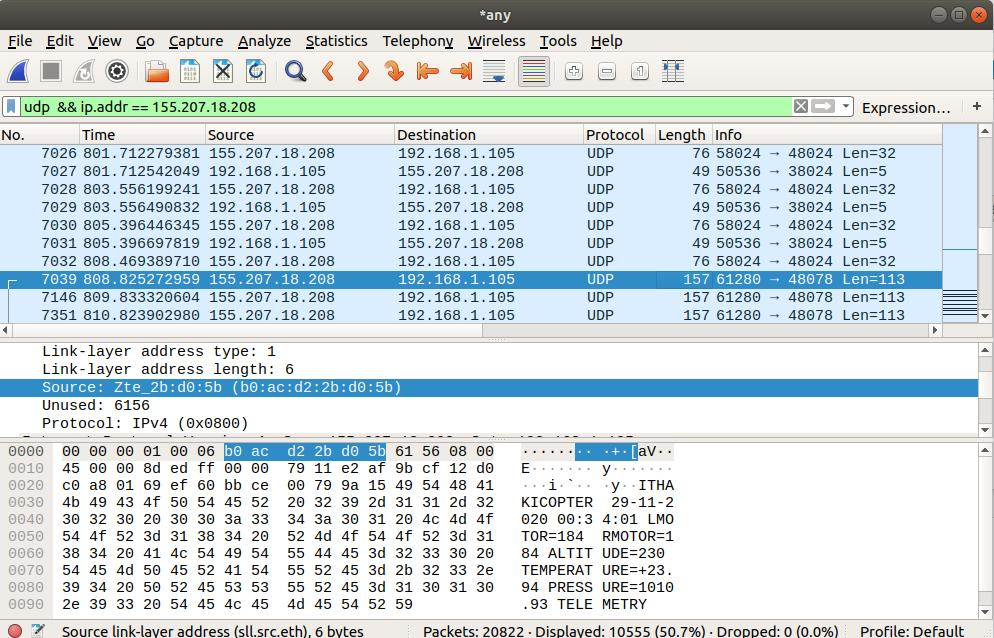 *any
File Edit View Go Capture Analyze Statistics Telephony Wireless Tools Help
udp && ip.addr == 155.207.18.208 Expression… +
No. Time Source Destination Protocol Length Info
7026 801.712279381 155.207.18.208 192.168.1.105 UDP 76 58024 → 48024 Len=32
7027 801.712542049 192.168.1.105 155.207.18.208 UDP 49 50536 → 38024 Len=5
7028 803.556199241 155.207.18.208 192.168.1.105 UDP 76 58024 → 48024 Len=32
7029 803.556490832 192.168.1.105 155.207.18.208 UDP 49 50536 → 38024 Len=5
7030 805.396446345 155.207.18.208 192.168.1.105 UDP 76 58024 → 48024 Len=32
7031 805.396697819 192.168.1.105 155.207.18.208 UDP 49 50536 → 38024 Len=5
7032 808.469389710 155.207.18.208 192.168.1.105 UDP 76 58024 → 48024 Len=32
7039 808.825272959 155.207.18.208 192.168.1.105 UDP 157 61280 → 48078 Len=113
7146 809.833320604 155.207.18.208 192.168.1.105 UDP 157 61280 → 48078 Len=113
7351 810.823902980 155.207.18.208 192.168.1.105 UDP 157 61280 → 48078 Len=113
Link-layer address type: 1
Link-layer address length: 6
Source: Zte_2b:d0:5b (b0:ac:d2:2b:d0:5b)
Unused: 6156
Protocol: IPv4 (0x0800)
0000 00 00 00 01 00 06 b0 ac d2 2b d0 5b 61 56 08 00 ········ ·+·[aV··
0010 45 00 00 8d ed ff 00 00 79 11 e2 af 9b cf 12 d0 E······· y·······
0020 c0 a8 01 69 ef 60 bb ce 00 79 9a 15 49 54 48 41 ···i·`·· ·y··ITHA
0030 4b 49 43 4f 50 54 45 52 20 32 39 2d 31 31 2d 32 KICOPTER 29-11-2
0040 30 32 30 20 30 30 3a 33 34 3a 30 31 20 4c 4d 4f 020 00:3 4:01 LMO
0050 54 4f 52 3d 31 38 34 20 52 4d 4f 54 4f 52 3d 31 TOR=184 RMOTOR=1
0060 38 34 20 41 4c 54 49 54 55 44 45 3d 32 33 30 20 84 ALTIT UDE=230
0070 54 45 4d 50 45 52 41 54 55 52 45 3d 2b 32 33 2e TEMPERAT URE=+23.
0080 39 34 20 50 52 45 53 53 55 52 45 3d 31 30 31 30 94 PRESS URE=1010
0090 2e 39 33 20 54 45 4c 45 4d 45 54 52 59 .93 TELE METRY
Source link-layer address (sll.src.eth), 6 bytes Packets: 20822 · Displayed: 10555 (50.7%) · Dropped: 0 (0.0%) Profile: Default